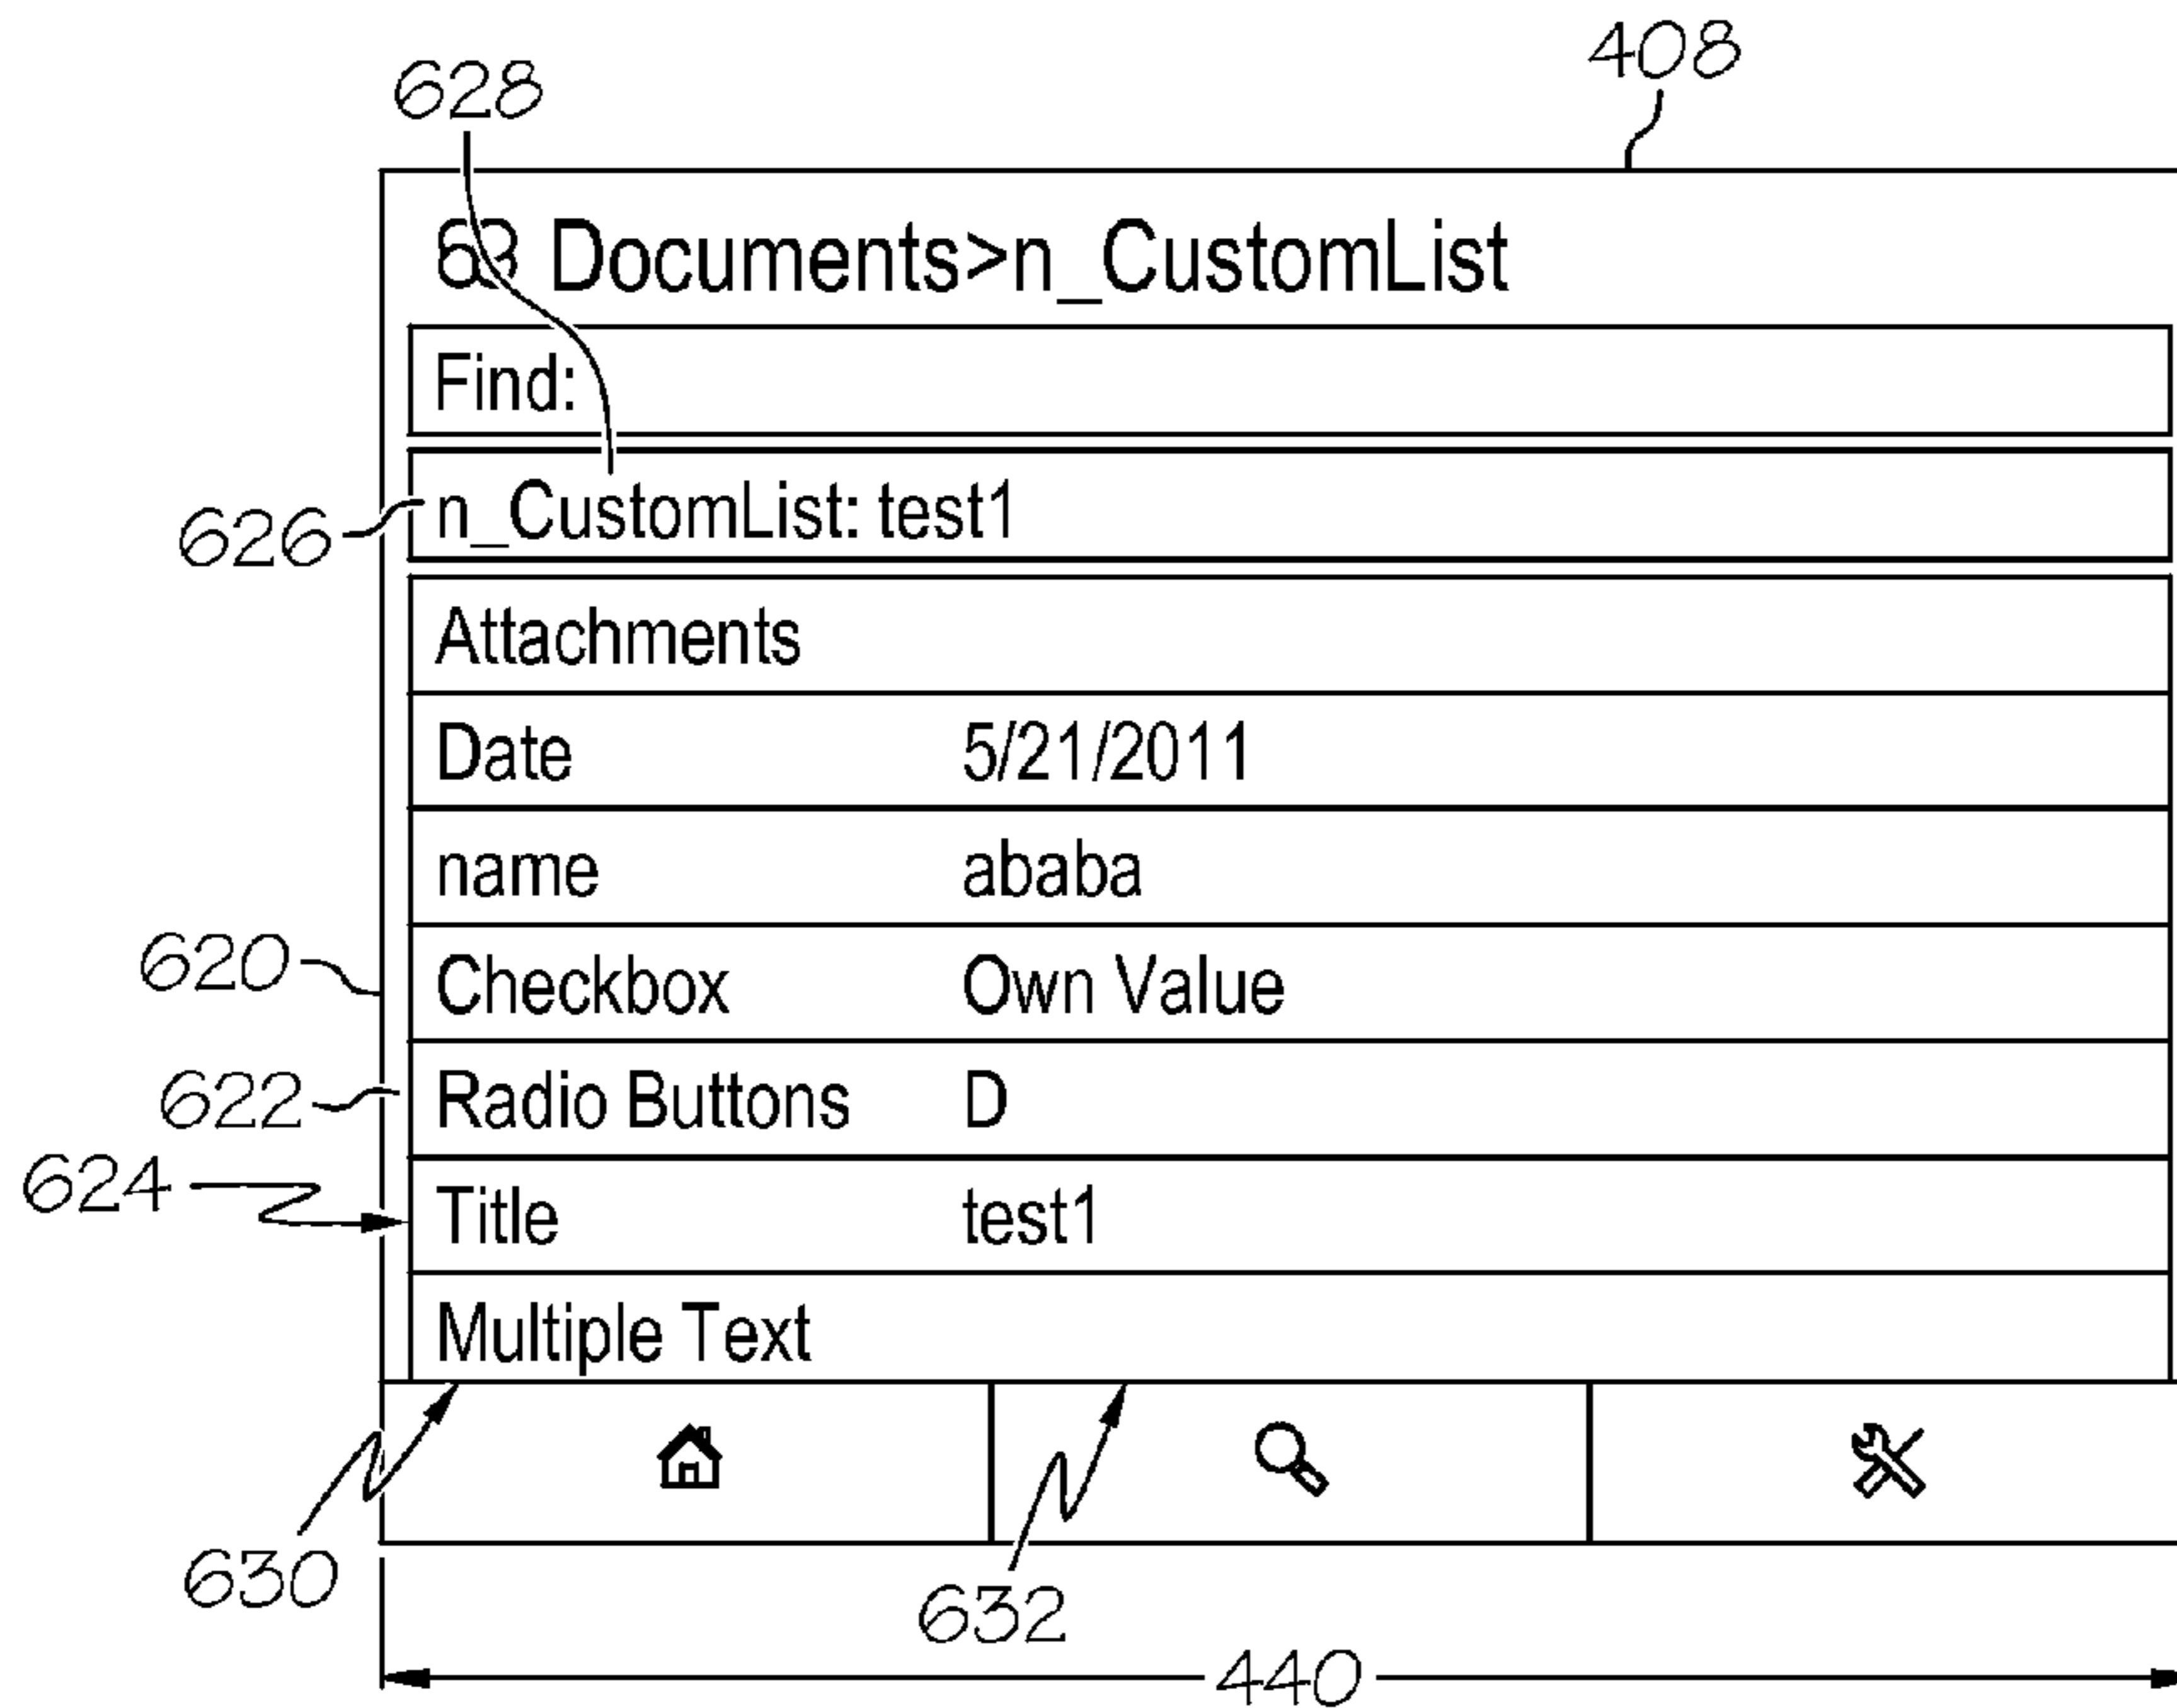 408
628
63 Documents>n_CustomList
Find:
n_CustomList: test1
626
Attachments
Date 5/21/2011
name ababa
620
Checkbox Own Value
622
Radio Buttons D
624
Title test1
Multiple Text
630
632
440